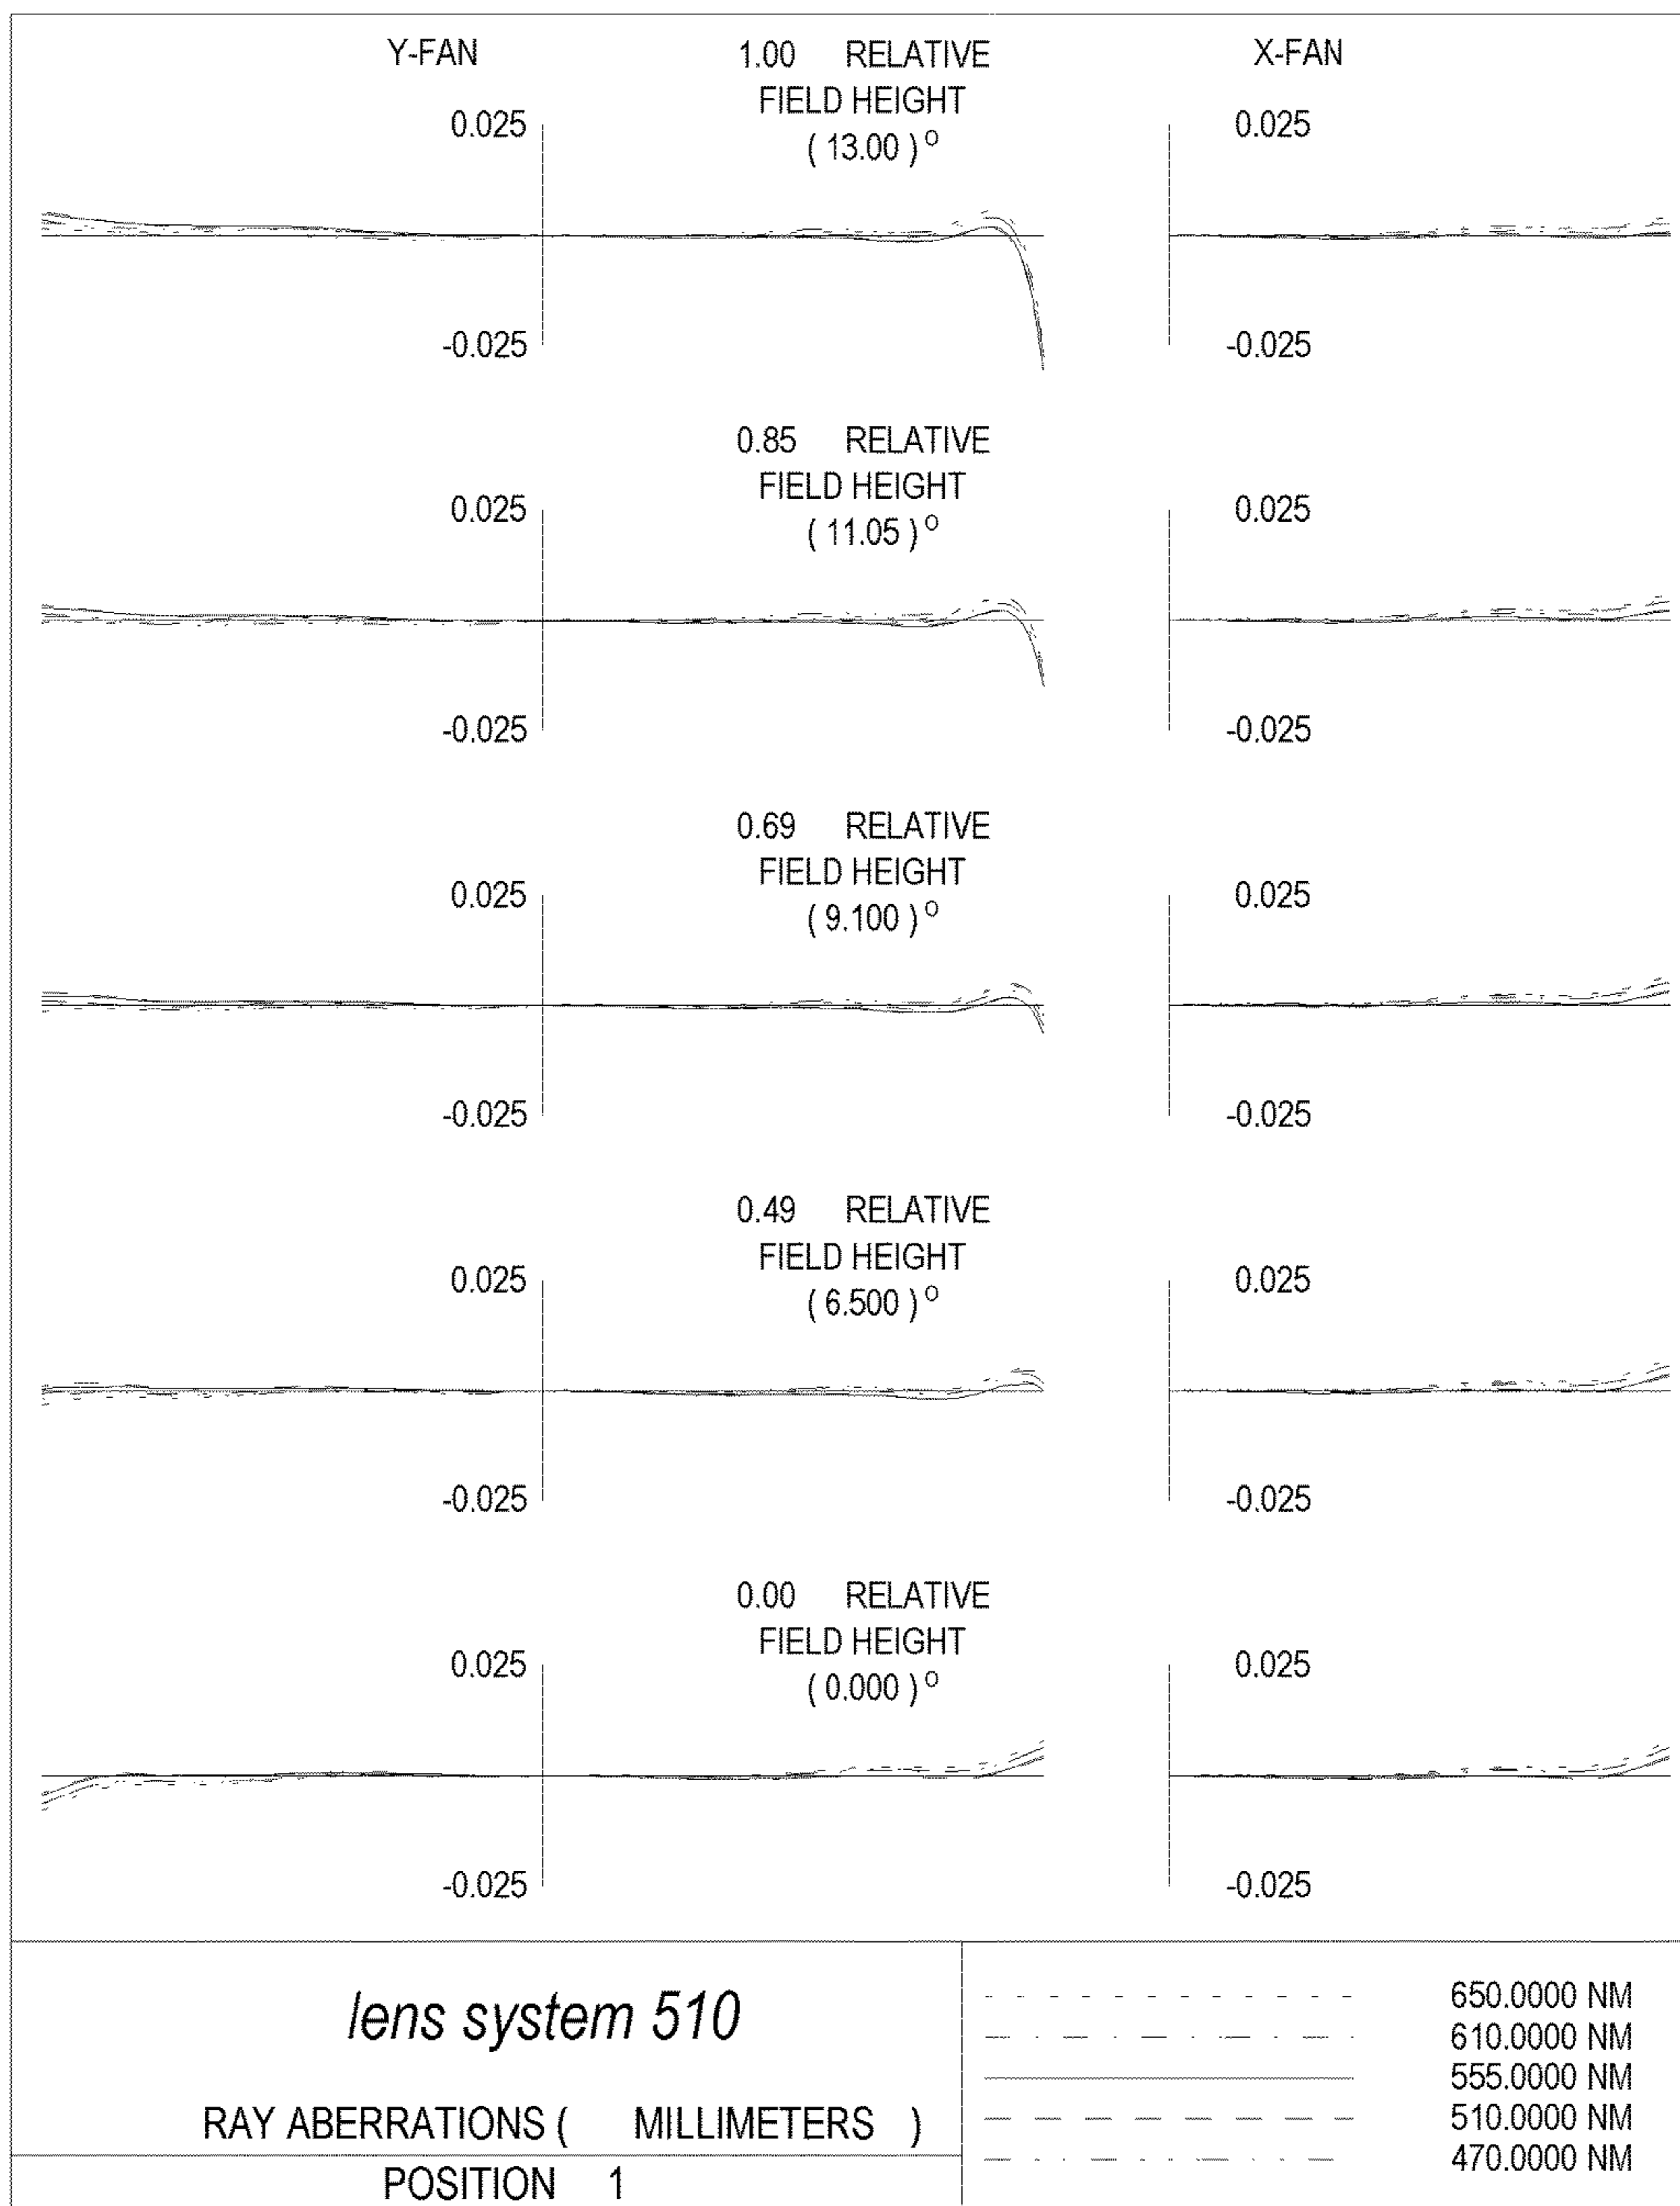 Y-FAN 1.00 RELATIVE X-FAN
FIELD HEIGHT
0.025 ( 13.00 )° 0.025
-0.025 -0.025
0.85 RELATIVE
FIELD HEIGHT
0.025 ( 11.05 )° 0.025
-0.025 -0.025
0.69 RELATIVE
FIELD HEIGHT
0.025 ( 9.100 )° 0.025
-0.025 -0.025
0.49 RELATIVE
FIELD HEIGHT
0.025 ( 6.500 )° 0.025
-0.025 -0.025
0.00 RELATIVE
FIELD HEIGHT
0.025 ( 0.000 )° 0.025
-0.025 -0.025
lens system 510
RAY ABERRATIONS ( MILLIMETERS )
POSITION 1
650.0000 NM
610.0000 NM
555.0000 NM
510.0000 NM
470.0000 NM